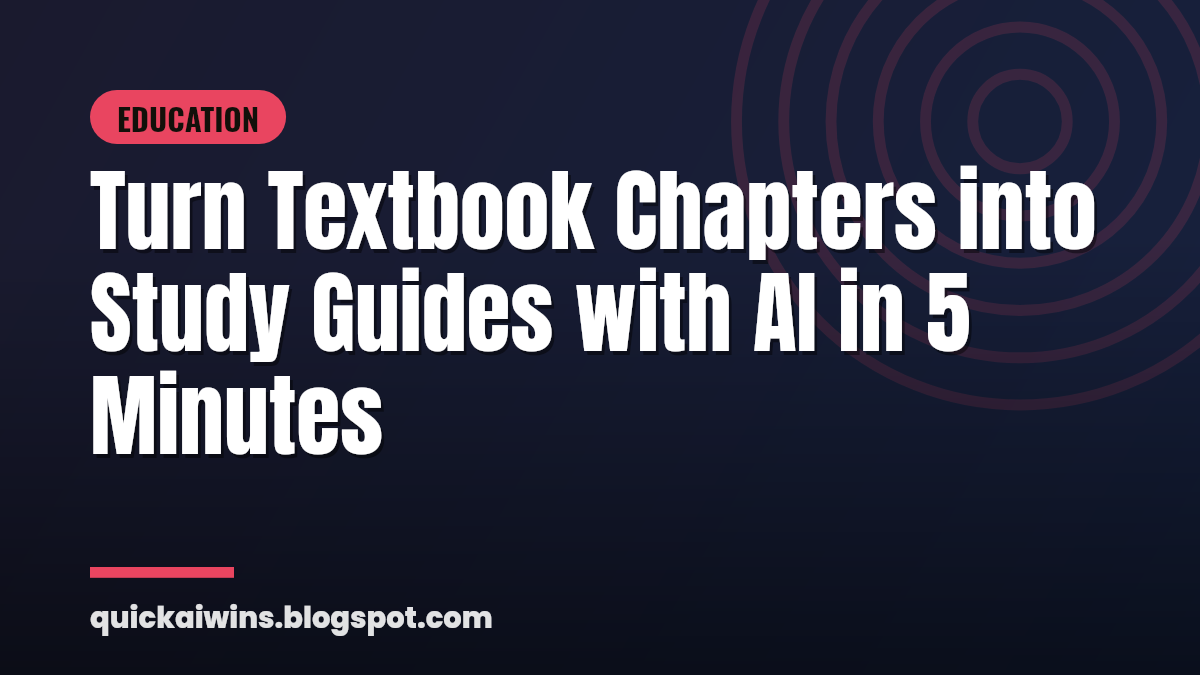 EDUCATION
Turn Textbook Chapters into
Study Guides with AI in 5
Minutes
quickaiwins.blogspot.com